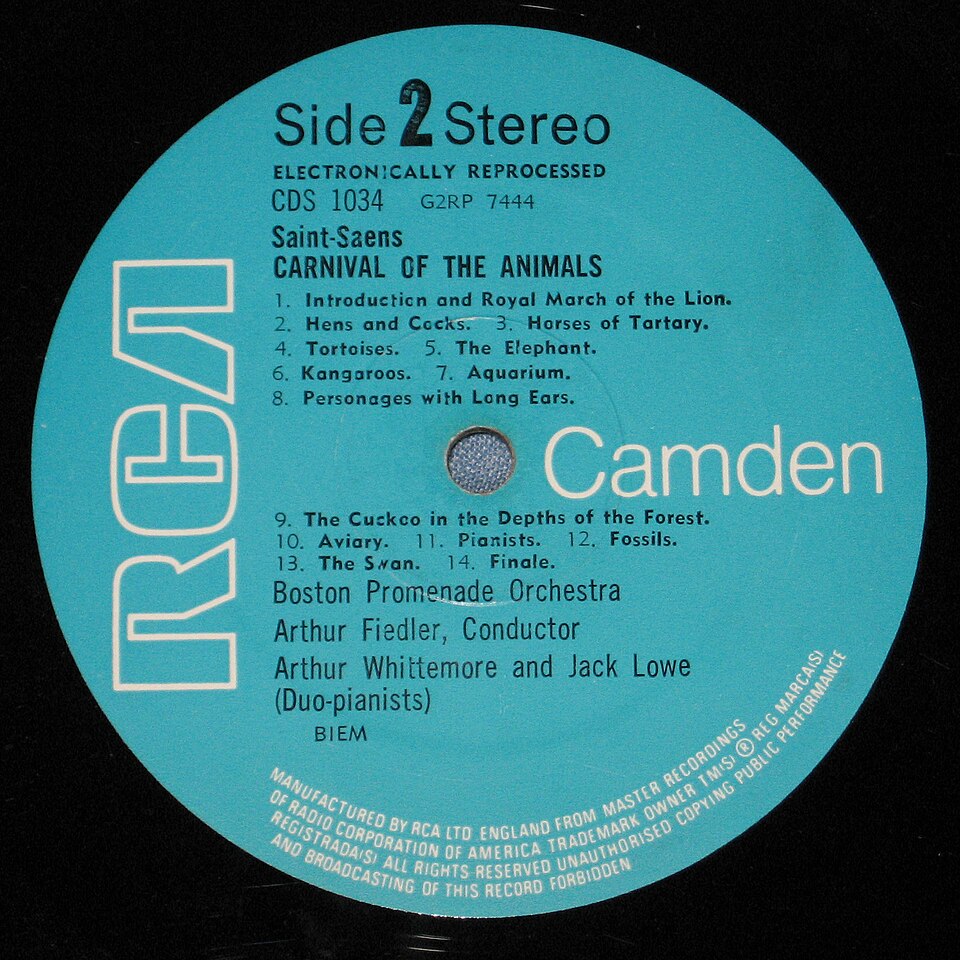 Side 2 Stereo
ELECTRONICALLY REPROCESSED
CDS 1034 G2RP 7444
Saint-Saens
CARNIVAL OF THE ANIMALS
1. Introduction and Royal March of the Lion.
2. Hens and Cocks. 3. Horses of Tartary.
4. Tortoises. 5. The Elephant.
6. Kangaroos. 7. Aquarium.
8. Personages with Long Ears.
RCA
Camden
9. The Cuckoo in the Depths of the Forest.
10. Aviary. 11. Pianists. 12. Fossils.
13. The Swan. 14. Finale.
Boston Promenade Orchestra
Arthur Fiedler, Conductor
Arthur Whittemore and Jack Lowe
(Duo-pianists)
BIEM
MANUFACTURED BY RCA LTD ENGLAND FROM MASTER RECORDINGS
OF RADIO CORPORATION OF AMERICA TRADEMARK OWNER TM(S) ® REG MARCA(S)
REGISTRADA(S) ALL RIGHTS RESERVED UNAUTHORISED COPYING PUBLIC PERFORMANCE
AND BROADCASTING OF THIS RECORD FORBIDDEN